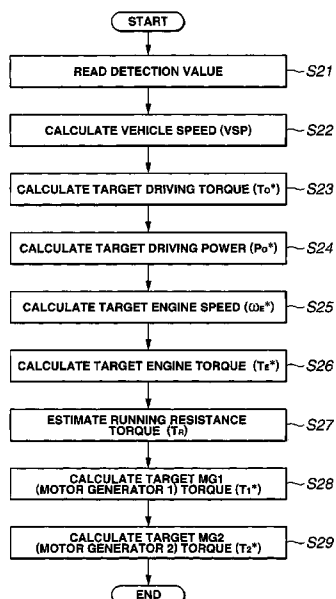 START
READ DETECTION VALUE
S21
CALCULATE VEHICLE SPEED (VSP)
S22
CALCULATE TARGET DRIVING TORQUE (To*)
S23
CALCULATE TARGET DRIVING POWER (Po*)
S24
CALCULATE TARGET ENGINE SPEED (ωE*)
S25
CALCULATE TARGET ENGINE TORQUE (TE*)
S26
ESTIMATE RUNNING RESISTANCE
TORQUE (TR)
S27
CALCULATE TARGET MG1
(MOTOR GENERATOR 1) TORQUE (T1*)
S28
CALCULATE TARGET MG2
(MOTOR GENERATOR 2) TORQUE (T2*)
S29
END